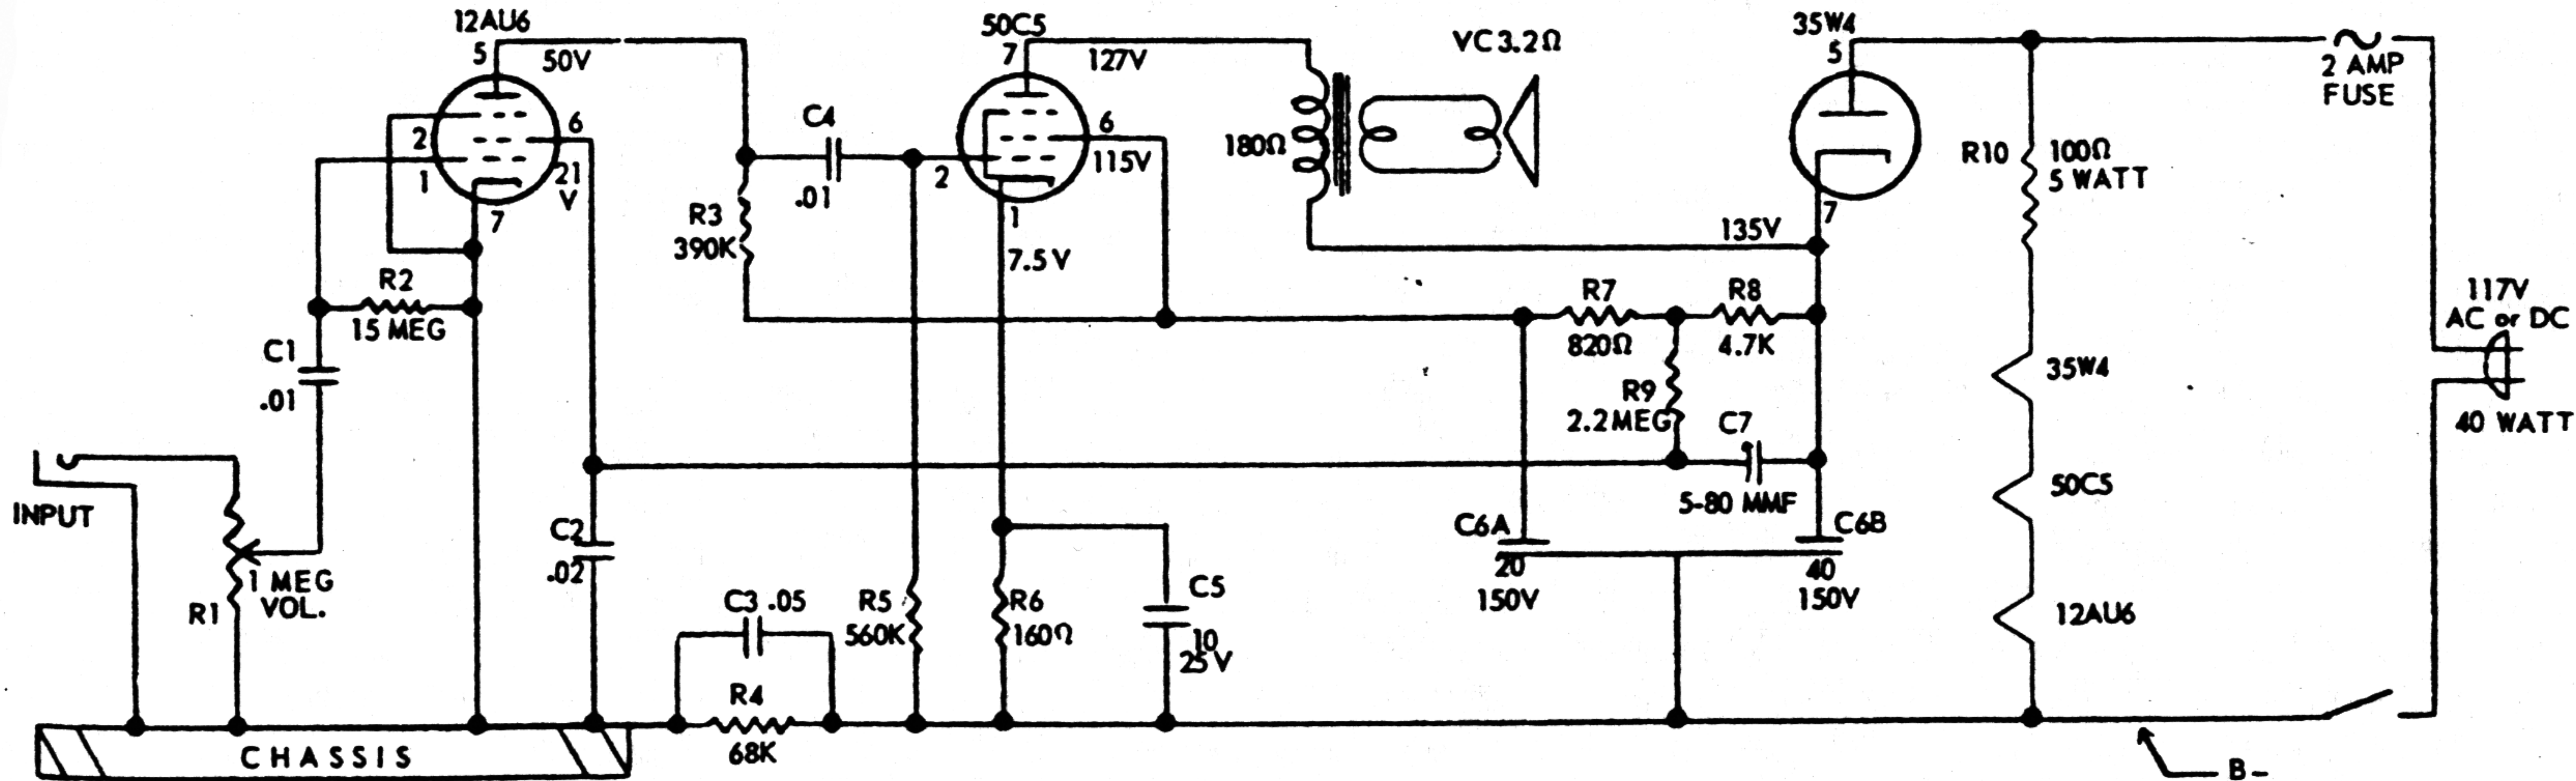 12AU6
5
50V
2
1
6
21
V
7
R2
15 MEG
C1
.01
INPUT
1 MEG
VOL.
R1
CHASSIS
C2
.02
R3
390K
C4
.01
50C5
7
127V
6
115V
2
1
7.5V
C3 .05
R4
68K
R5
560K
R6
160Ω
C5
10
25V
180Ω
VC3.2Ω
35W4
5
7
135V
R7
820Ω
R8
4.7K
R9
2.2MEG
C7
5-80 MMF
C6A
20
150V
C6B
40
150V
R10
100Ω
5 WATT
35W4
50C5
12AU6
2 AMP
FUSE
117V
AC or DC
40 WATT
B-